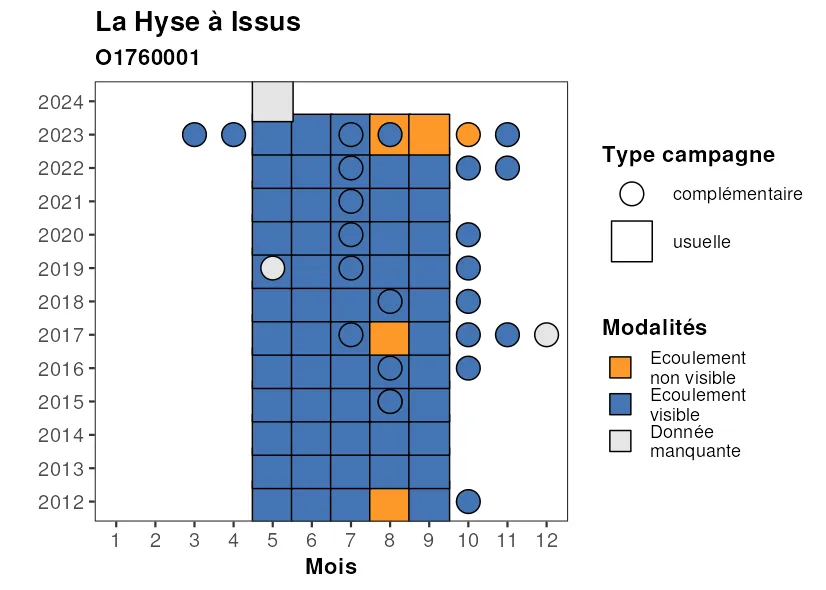 La Hyse à Issus
O1760001
2024
2023
2022
2021
2020
2019
2018
2017
2016
2015
2014
2013
2012
1 2 3 4 5 6 7 8 9 10 11 12
Mois
Type campagne
complémentaire
usuelle
Modalités
Ecoulement
non visible
Ecoulement
visible
Donnée
manquante